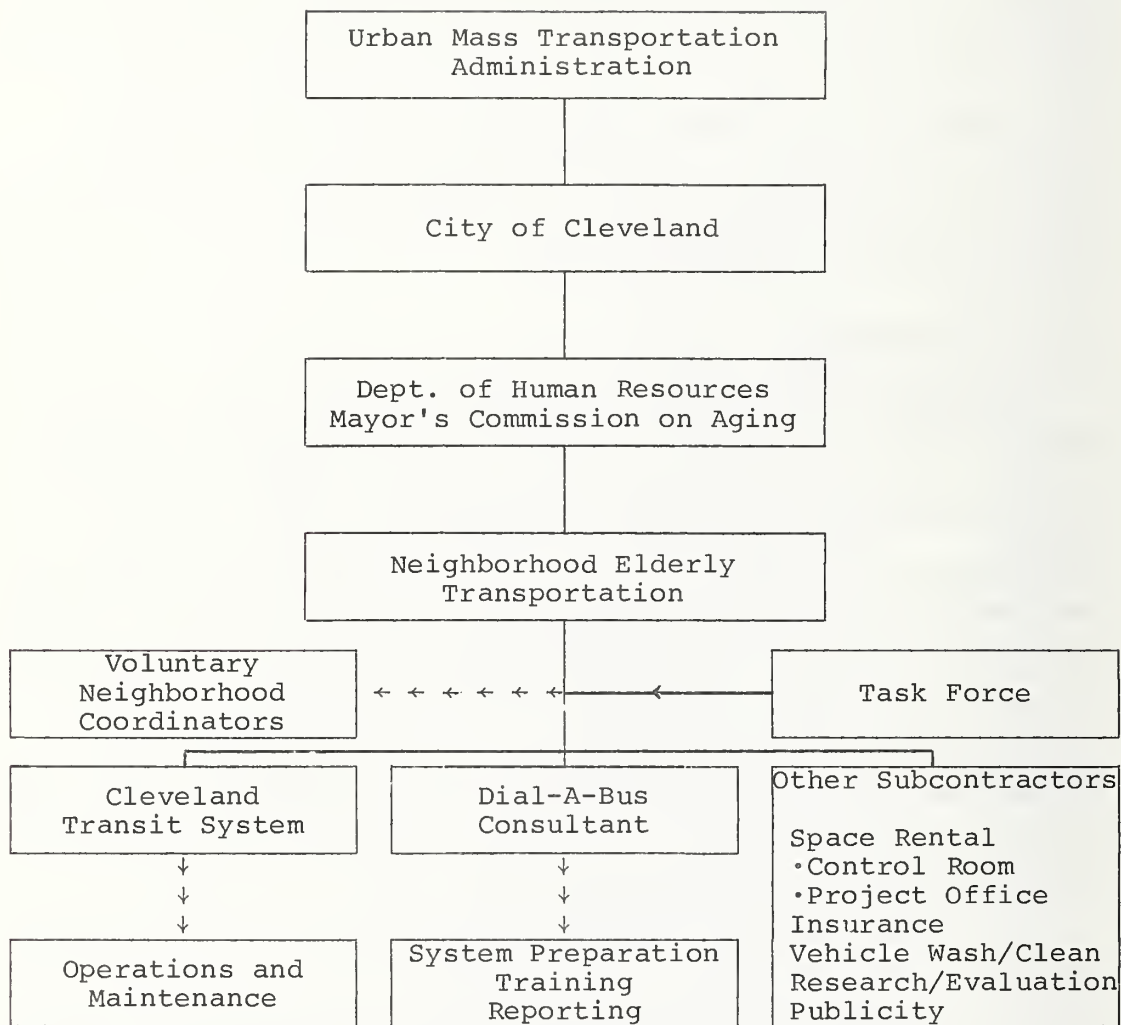 Urban Mass Transportation
Administration
City of Cleveland
Dept. of Human Resources
Mayor's Commission on Aging
Neighborhood Elderly
Transportation
Voluntary
Neighborhood
Coordinators
Task Force
Cleveland
Transit System
Dial-A-Bus
Consultant
Other Subcontractors
Space Rental
•Control Room
•Project Office
Insurance
Vehicle Wash/Clean
Research/Evaluation
Publicity
Operations and
Maintenance
System Preparation
Training
Reporting